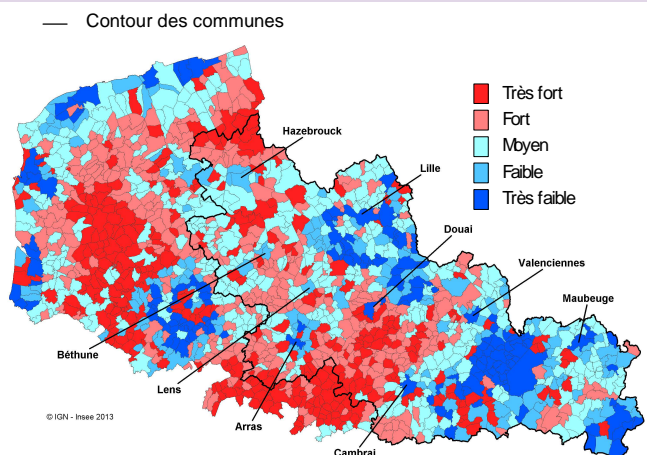 Contour des communes
Très fort
Fort
Moyen
Faible
Très faible
Hazebrouck
Lille
Douai
Valenciennes
Maubeuge
Béthune
Lens
Arras
Cambrai
© IGN - Insee 2013